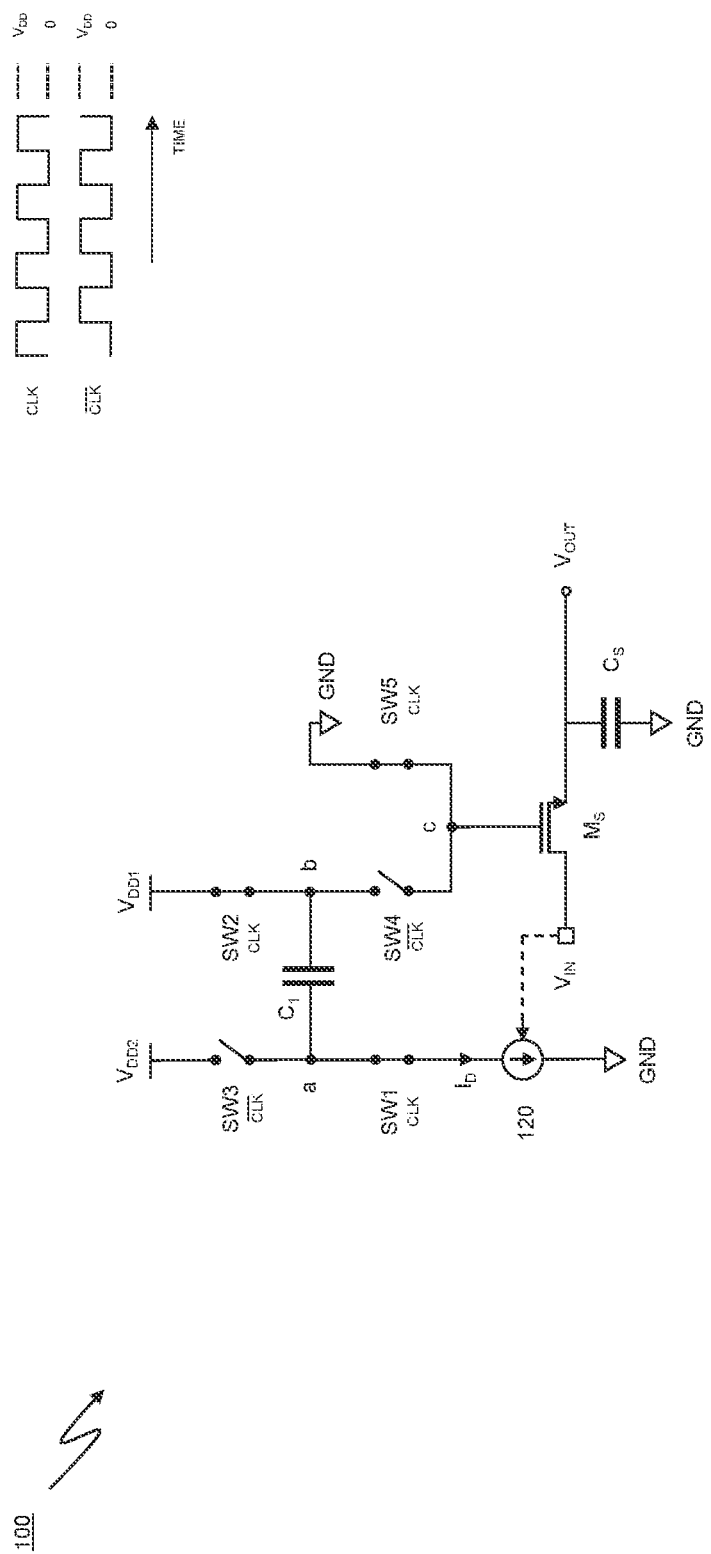 CLK
V_DD
0
CLK
V_DD
0
TIME
V_DD2
V_DD1
SW3
CLK
SW2
CLK
GND
a
C_1
b
SW1
CLK
SW4
CLK
SW5
CLK
c
I_D
120
GND
V_IN
M_S
V_OUT
C_S
GND
100